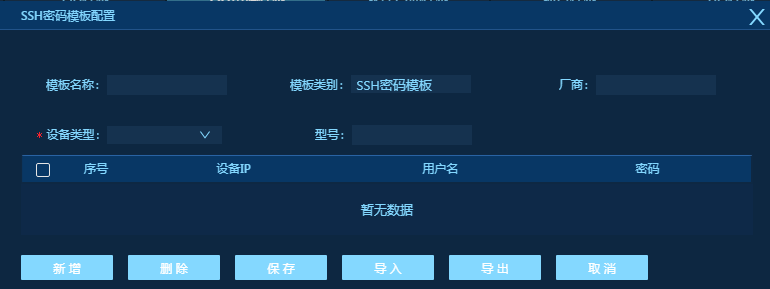 SSH密码模板配置 X
模板名称: 模板类别: SSH密码模板 厂商:
* 设备类型: 型号:
序号 设备IP 用户名 密码
暂无数据
新增 删除 保存 导入 导出 取消